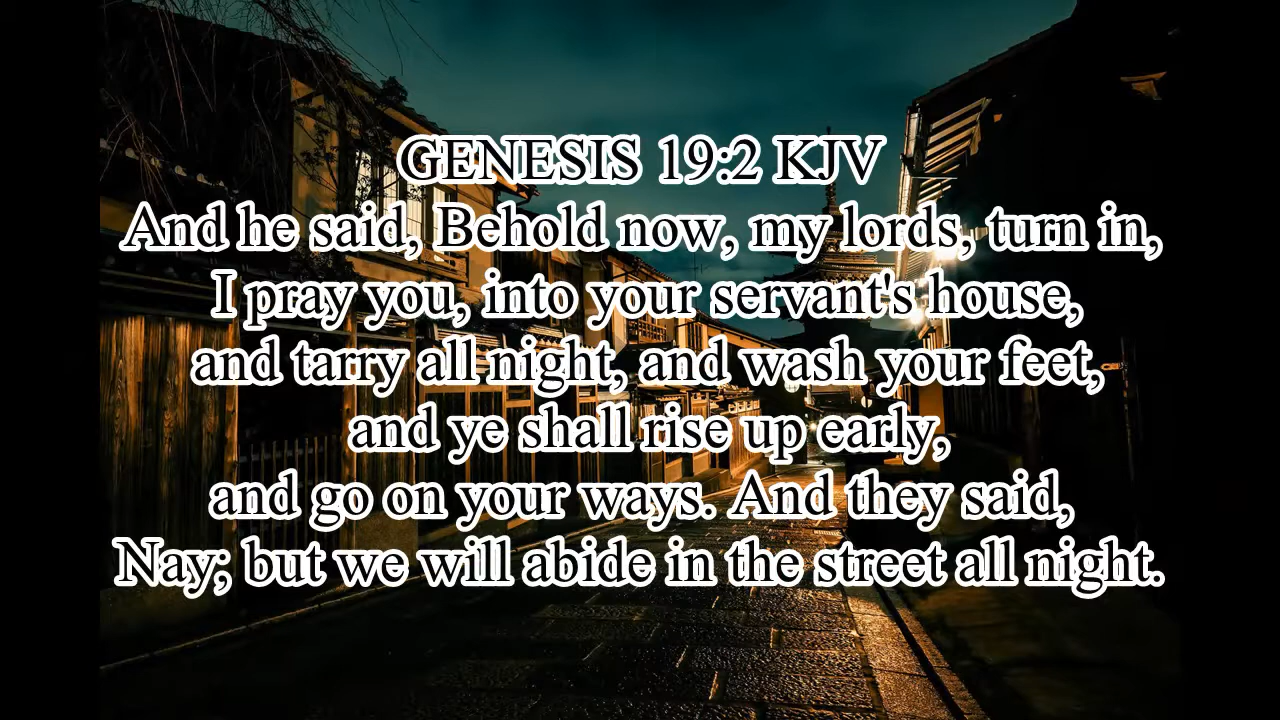 GENESIS 19:2 KJV
And he said, Behold now, my lords, turn in,
I pray you, into your servant's house,
and tarry all night, and wash your feet,
and ye shall rise up early,
and go on your ways. And they said,
Nay; but we will abide in the street all night.